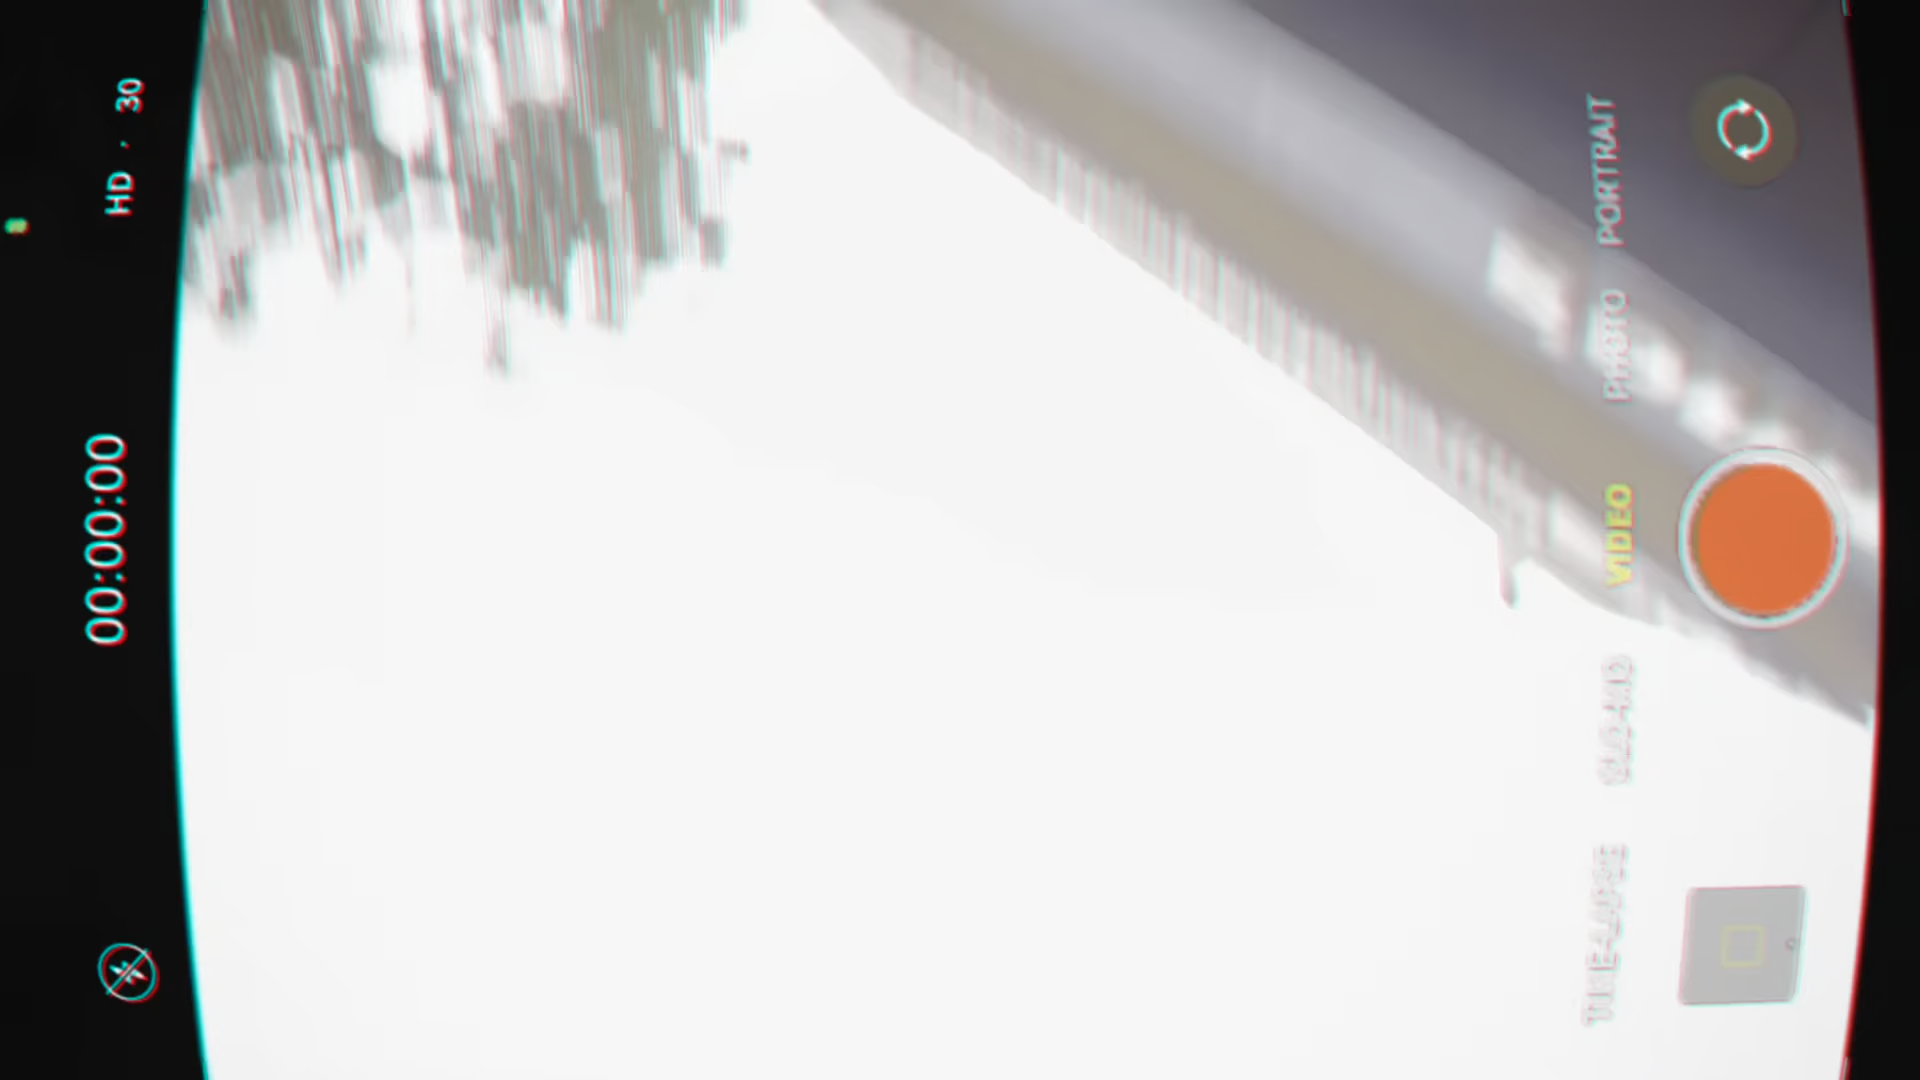 HD · 30
00:00:00
PORTRAIT
PHOTO
VIDEO
SLO-MO
TIME-LAPSE